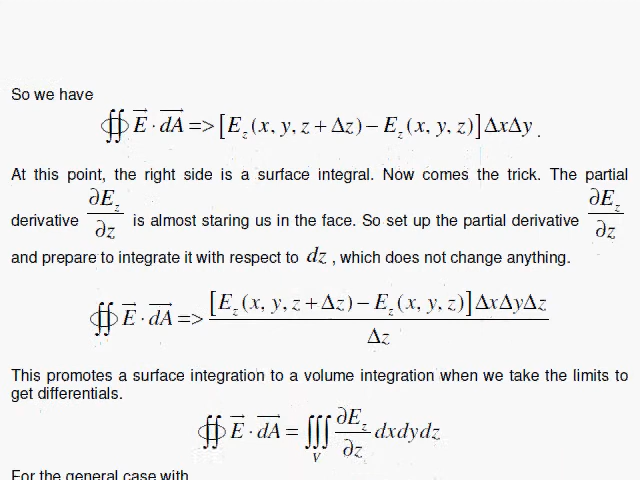 So we have
∯ E⃗ · dA⃗ => [E_z(x, y, z + Δz) − E_z(x, y, z)]ΔxΔy .
At this point, the right side is a surface integral. Now comes the trick. The partial
derivative ∂E_z/∂z is almost staring us in the face. So set up the partial derivative ∂E_z/∂z
and prepare to integrate it with respect to dz , which does not change anything.
∯ E⃗ · dA⃗ => [E_z(x, y, z + Δz) − E_z(x, y, z)]ΔxΔyΔz / Δz
This promotes a surface integration to a volume integration when we take the limits to
get differentials.
∯ E⃗ · dA⃗ = ∭_V ∂E_z/∂z dxdydz
For the general case with